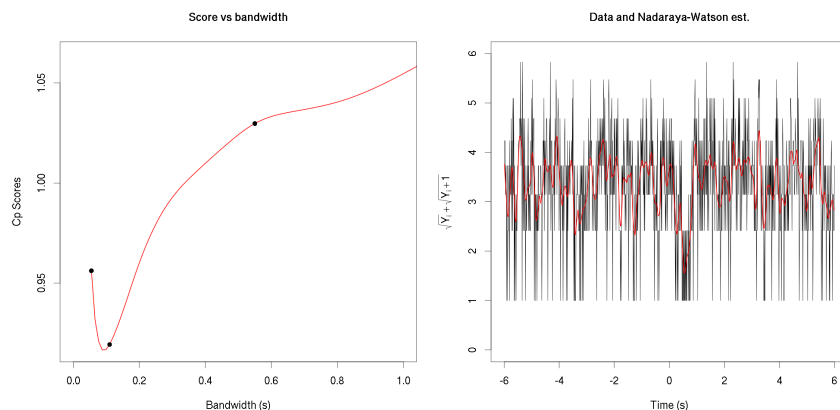 Score vs bandwidth
Cp Scores
1.05
1.00
0.95
0.0 0.2 0.4 0.6 0.8 1.0
Bandwidth (s)
Data and Nadaraya-Watson est.
√Yᵢ+√Yᵢ+1
6
5
4
3
2
1
0
-6 -4 -2 0 2 4 6
Time (s)